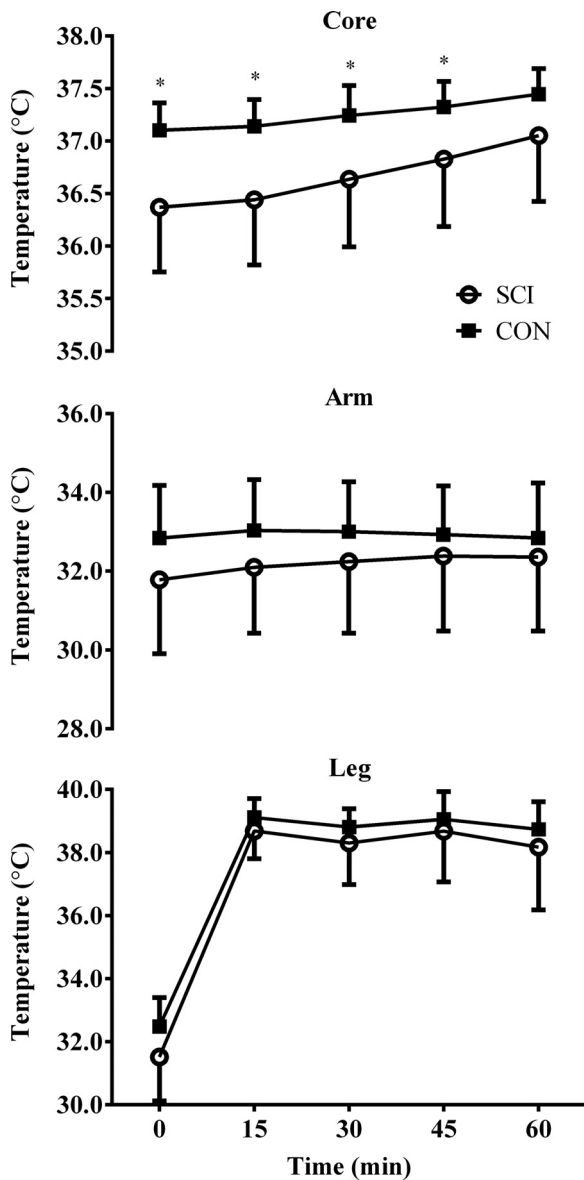 Core
Temperature (°C)
38.0
* * * *
37.5
37.0
36.5
36.0
35.5
35.0
SCI
CON
Arm
Temperature (°C)
36.0
34.0
32.0
30.0
28.0
Leg
Temperature (°C)
40.0
38.0
36.0
34.0
32.0
30.0
0 15 30 45 60
Time (min)